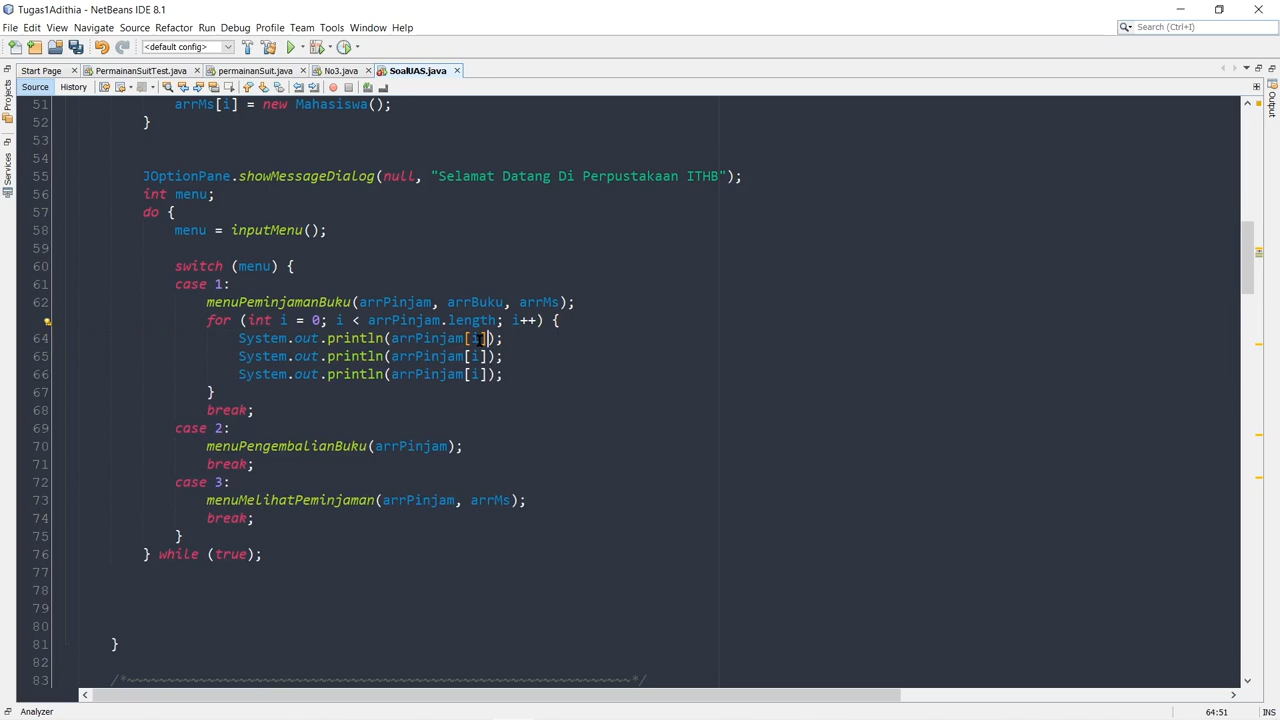 Tugas1Adithia - NetBeans IDE 8.1
File Edit View Navigate Source Refactor Run Debug Profile Team Tools Window Help
Search (Ctrl+I)
<default config>
Start Page PermainanSuitTest.java permainanSuit.java No3.java SoalUAS.java
Source History
Projects
Services
Output
51 arrMs[i] = new Mahasiswa();
52 }
53
54
55 JOptionPane.showMessageDialog(null, "Selamat Datang Di Perpustakaan ITHB");
56 int menu;
57 do {
58 menu = inputMenu();
59
60 switch (menu) {
61 case 1:
62 menuPeminjamanBuku(arrPinjam, arrBuku, arrMs);
for (int i = 0; i < arrPinjam.length; i++) {
64 System.out.println(arrPinjam[i]);
65 System.out.println(arrPinjam[i]);
66 System.out.println(arrPinjam[i]);
67 }
68 break;
69 case 2:
70 menuPengembalianBuku(arrPinjam);
71 break;
72 case 3:
73 menuMelihatPeminjaman(arrPinjam, arrMs);
74 break;
75 }
76 } while (true);
77
78
79
80
81 }
82
83 /*~~~~~~~~~~~~~~~~~~~~~~~~~~~~~~~~~~~~~~~~~~~~~~~~~~~~~~~~~~~~~~~*/
Analyzer
64:51 INS